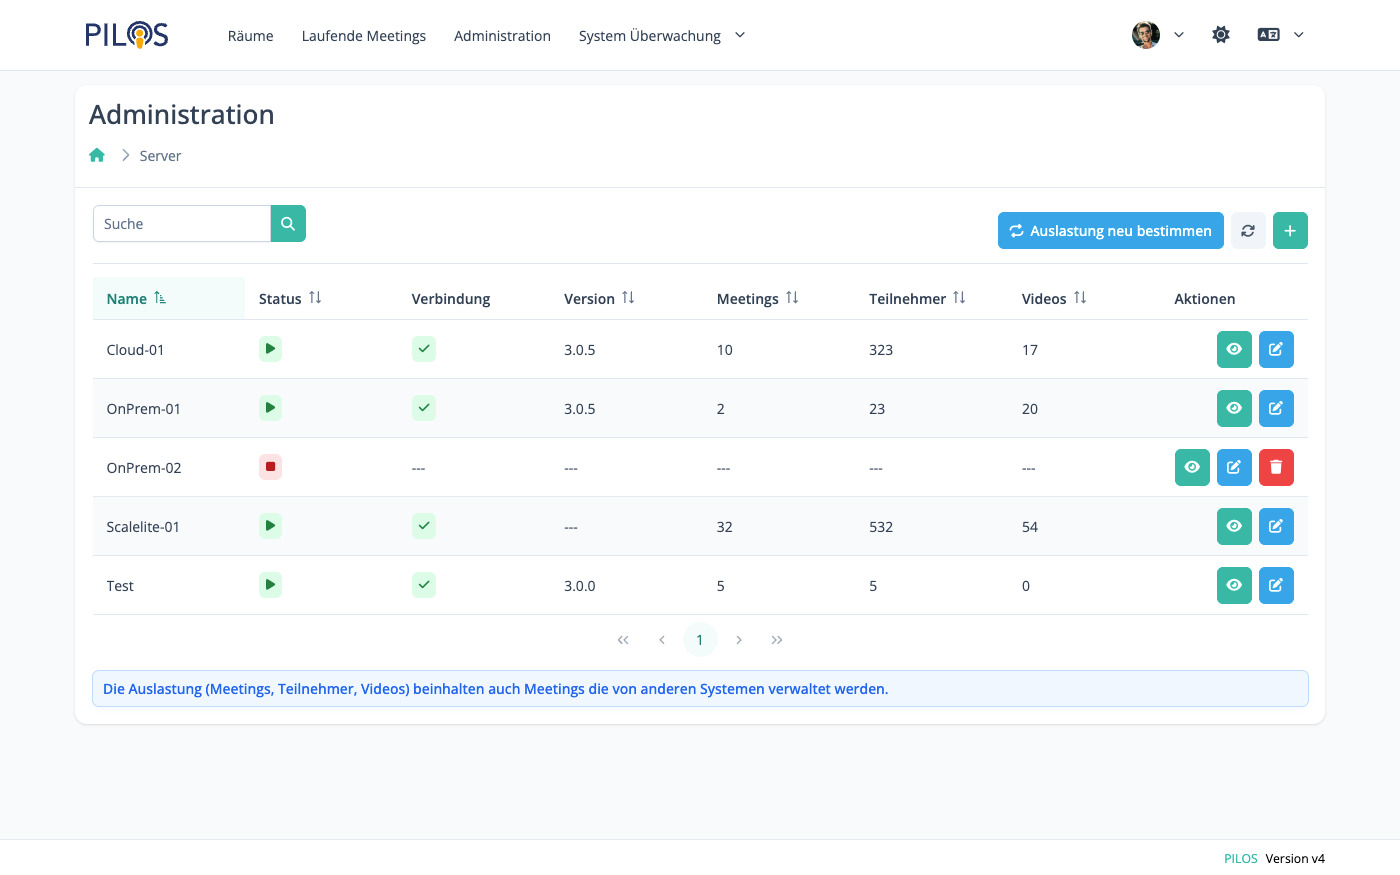 PILOS Räume Laufende Meetings Administration System Überwachung
Administration
Server
Suche
Auslastung neu bestimmen
Name Status Verbindung Version Meetings Teilnehmer Videos Aktionen
Cloud-01 3.0.5 10 323 17
OnPrem-01 3.0.5 2 23 20
OnPrem-02 --- --- --- --- ---
Scalelite-01 --- 32 532 54
Test 3.0.0 5 5 0
1
Die Auslastung (Meetings, Teilnehmer, Videos) beinhalten auch Meetings die von anderen Systemen verwaltet werden.
PILOS Version v4